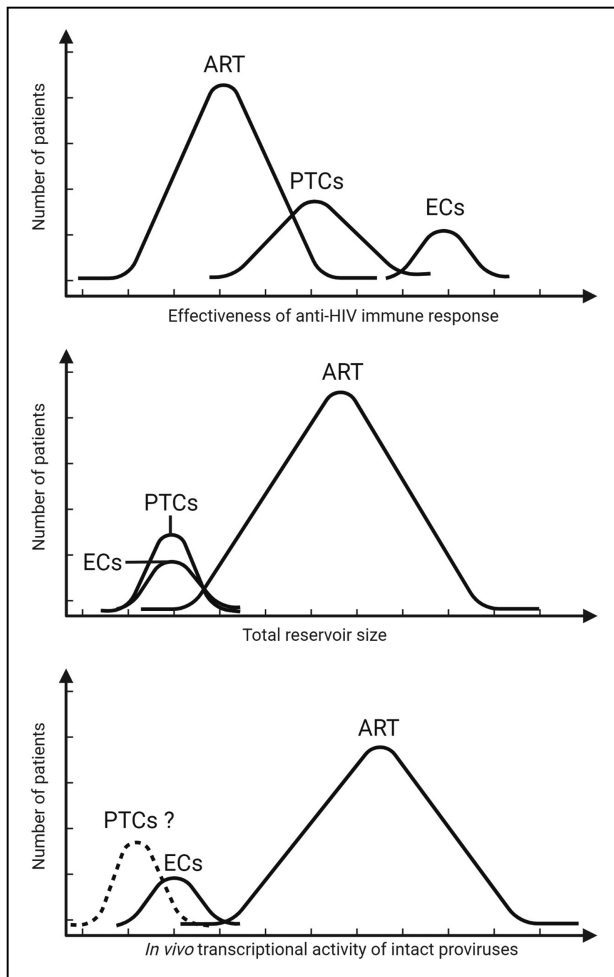 Number of patients
ART
PTCs
ECs
Effectiveness of anti-HIV immune response
Number of patients
ART
PTCs
ECs
Total reservoir size
Number of patients
ART
PTCs ?
ECs
In vivo transcriptional activity of intact proviruses